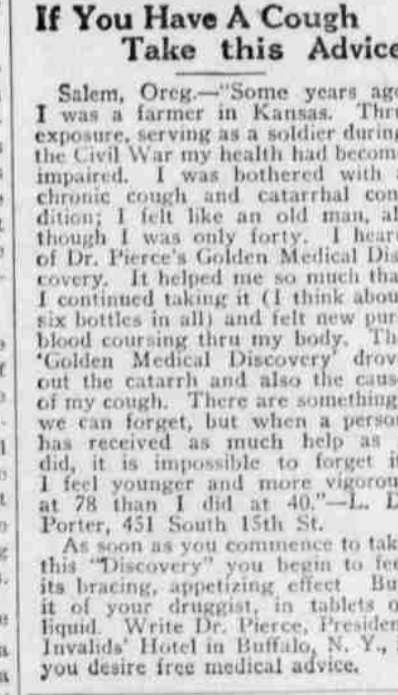 If You Have A Cough
Take this Advice
Salem, Oreg.—"Some years ago
I was a farmer in Kansas. Thru
exposure, serving as a soldier during
the Civil War my health had become
impaired. I was bothered with a
chronic cough and catarrhal con
dition; I felt like an old man, al
though I was only forty. I heard
of Dr. Pierce's Golden Medical Dis
covery. It helped me so much that
I continued taking it (I think about
six bottles in all) and felt new pure
blood coursing thru my body. The
'Golden Medical Discovery' drove
out the catarrh and also the cause
of my cough. There are something
we can forget, but when a person
has received as much help as
did, it is impossible to forget it
I feel younger and more vigorous
at 78 than I did at 40."—L. D.
Porter, 451 South 15th St.
As soon as you commence to take
this "Discovery" you begin to feel
its bracing, appetizing effect Buy
it of your druggist, in tablets or
liquid. Write Dr. Pierce, President
Invalids' Hotel in Buffalo, N. Y.,
you desire free medical advice.